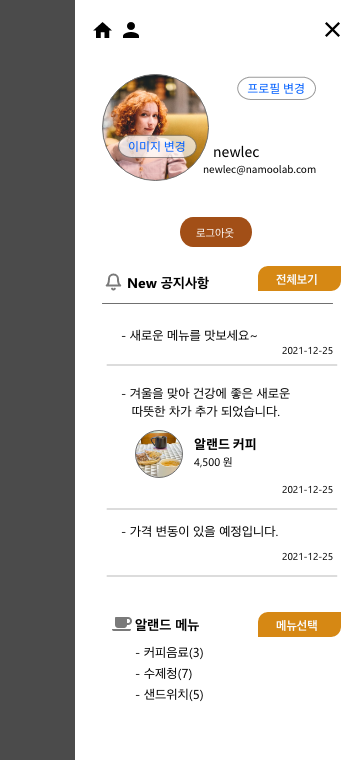 프로필 변경
이미지 변경
newlec
newlec@namoolab.com
로그아웃
New 공지사항
전체보기
- 새로운 메뉴를 맛보세요~
2021-12-25
- 겨울을 맞아 건강에 좋은 새로운
따뜻한 차가 추가 되었습니다.
알랜드 커피
4,500 원
2021-12-25
- 가격 변동이 있을 예정입니다.
2021-12-25
알랜드 메뉴
메뉴선택
- 커피음료(3)
- 수제청(7)
- 샌드위치(5)